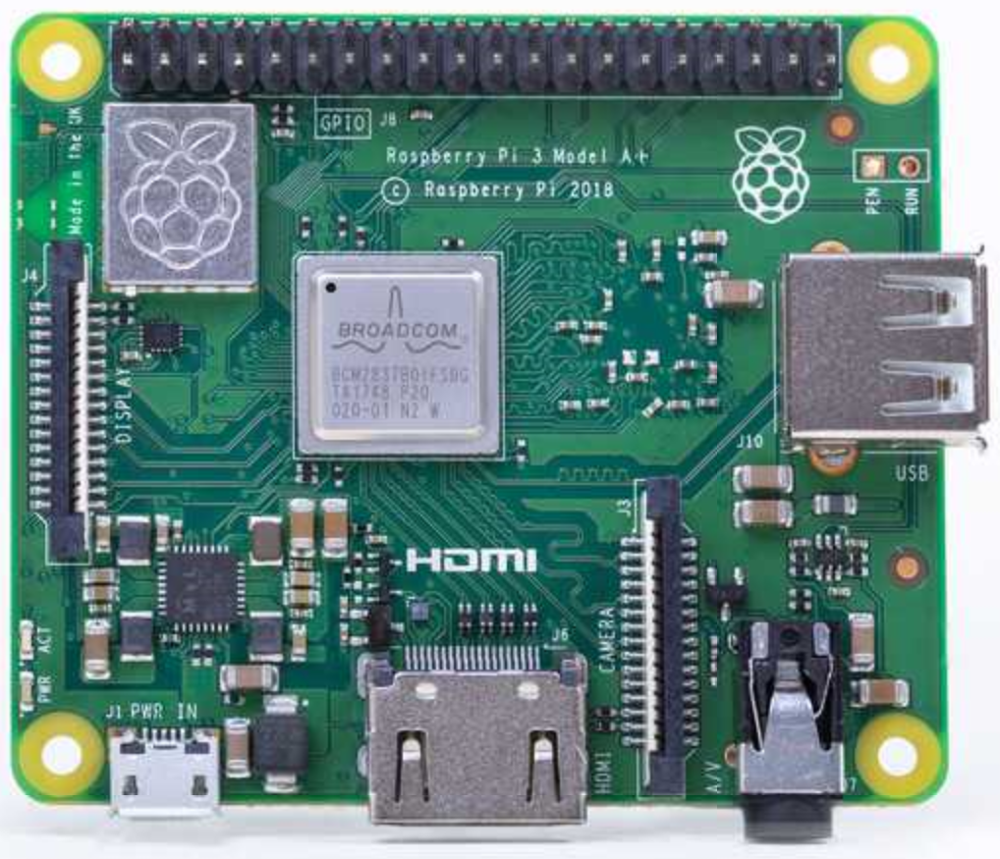 GPIO
J8
Raspberry Pi 3 Model A+
© Raspberry Pi 2018
Made in the UK
PEN
RUN
J4
BROADCOM
BCM2837B0IFSBG
TA1748 P20
020-01 N2 W
DISPLAY
J10
USB
J3
HDMI
CAMERA
J6
ACT
PWR
J1 PWR IN
HDMI
A/V